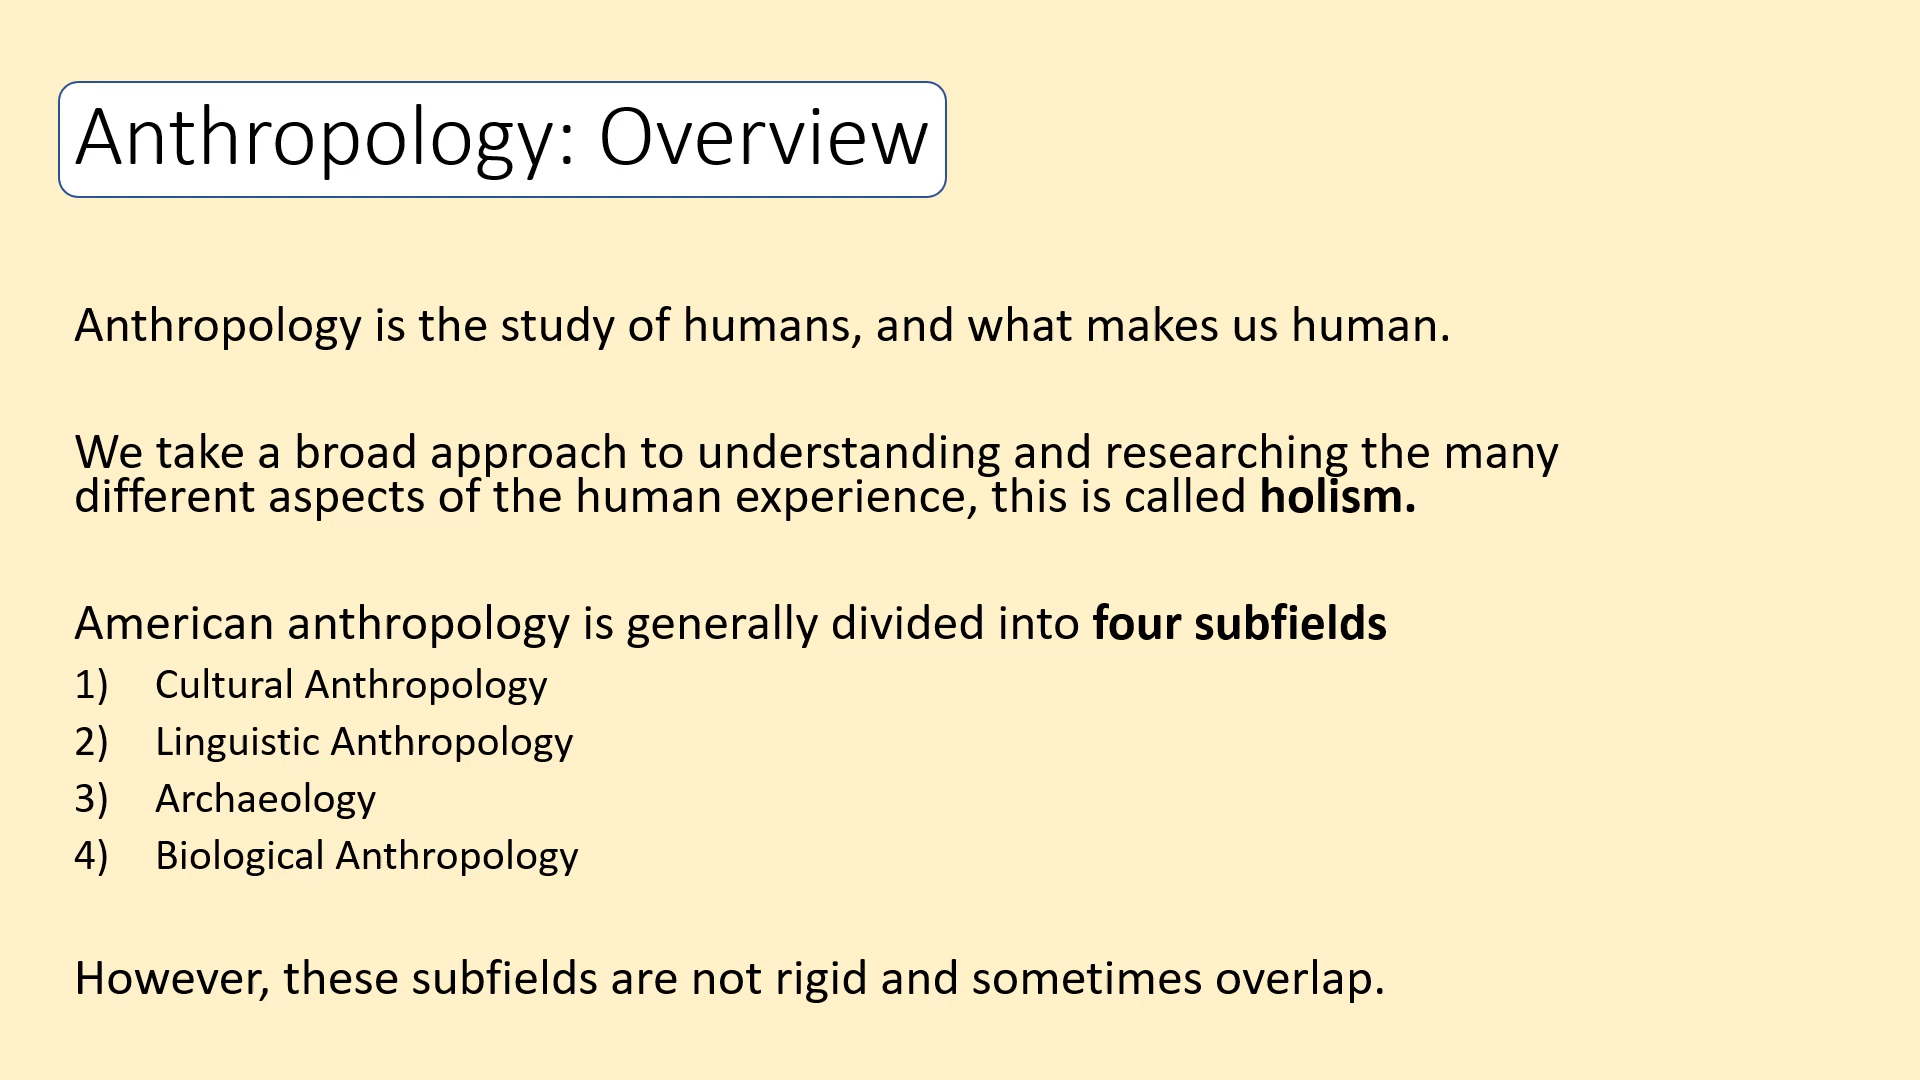 Anthropology: Overview
Anthropology is the study of humans, and what makes us human.
We take a broad approach to understanding and researching the many
different aspects of the human experience, this is called holism.
American anthropology is generally divided into four subfields
1) Cultural Anthropology
2) Linguistic Anthropology
3) Archaeology
4) Biological Anthropology
However, these subfields are not rigid and sometimes overlap.